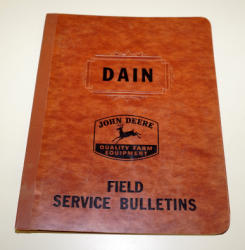 DAIN
JOHN DEERE
QUALITY FARM
EQUIPMENT
FIELD
SERVICE BULLETINS